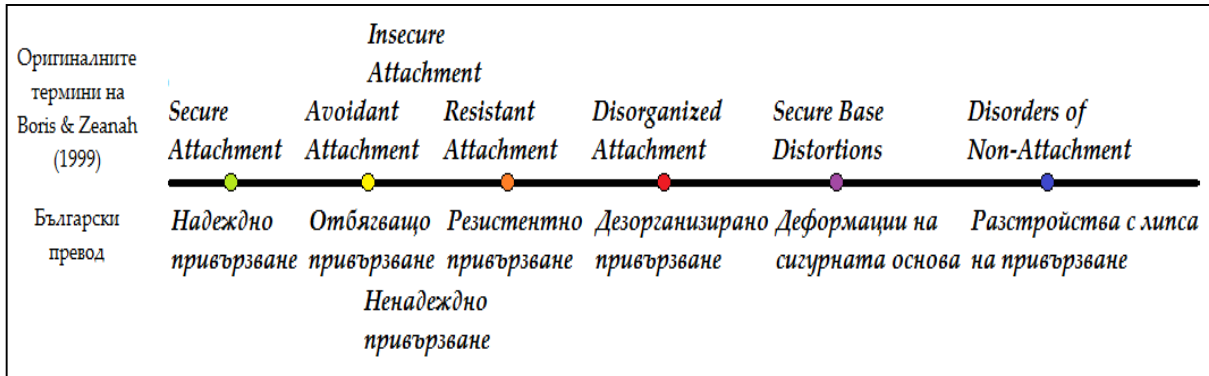 Оригиналните
термини на
Boris & Zeanah
(1999)
Insecure
Attachment
Secure
Attachment
Avoidant
Attachment
Resistant
Attachment
Disorganized
Attachment
Secure Base
Distortions
Disorders of
Non-Attachment
Български
превод
Надеждно
привързване
Отбягващо
привързване
Резистентно
привързване
Дезорганизирано
привързване
Деформации на
сигурната основа
Разстройства с липса
на привързване
Ненадеждно
привързване